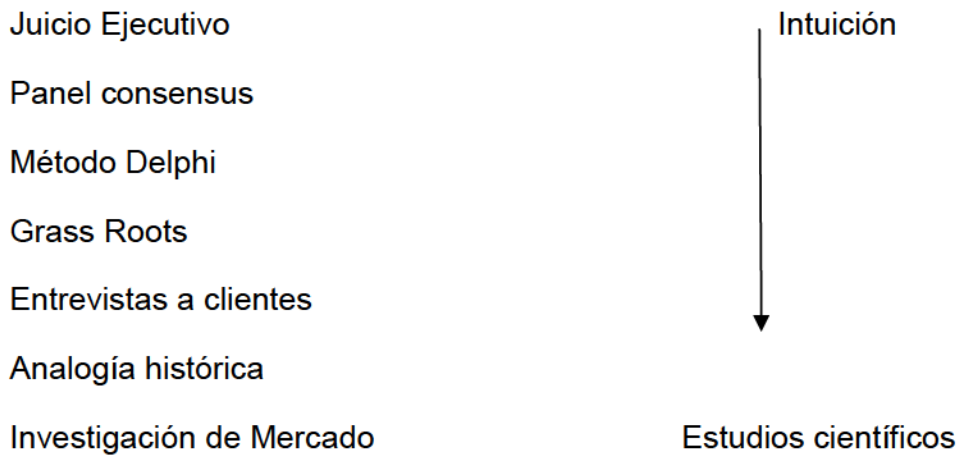 Juicio Ejecutivo Intuición
Panel consensus
Método Delphi
Grass Roots
Entrevistas a clientes
Analogía histórica
Investigación de Mercado Estudios científicos